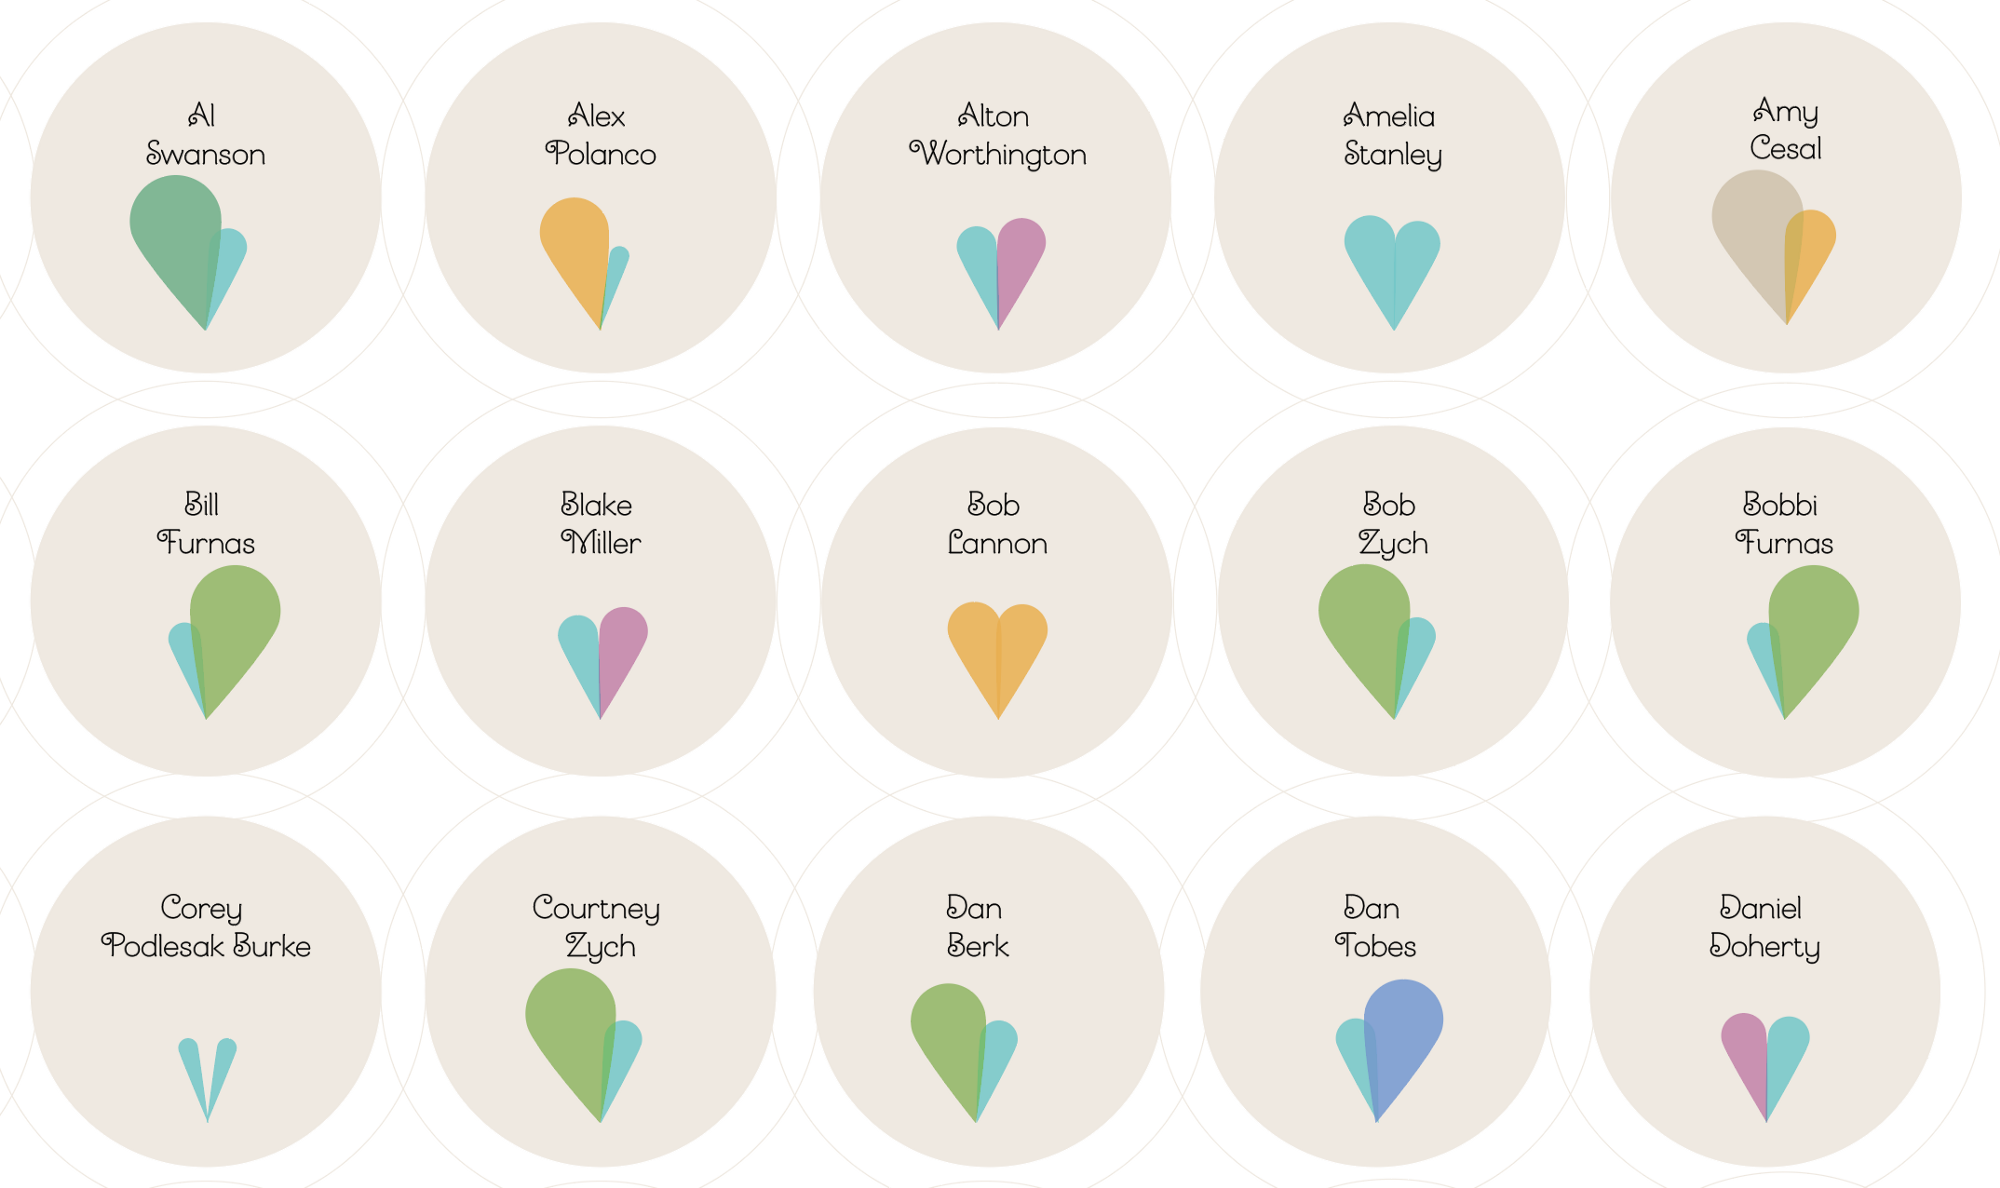 Al
Swanson
Alex
Polanco
Alton
Worthington
Amelia
Stanley
Amy
Cesal
Bill
Furnas
Blake
Miller
Bob
Lannon
Bob
Zych
Bobbi
Furnas
Corey
Podlesak Burke
Courtney
Zych
Dan
Berk
Dan
Tobes
Daniel
Doherty